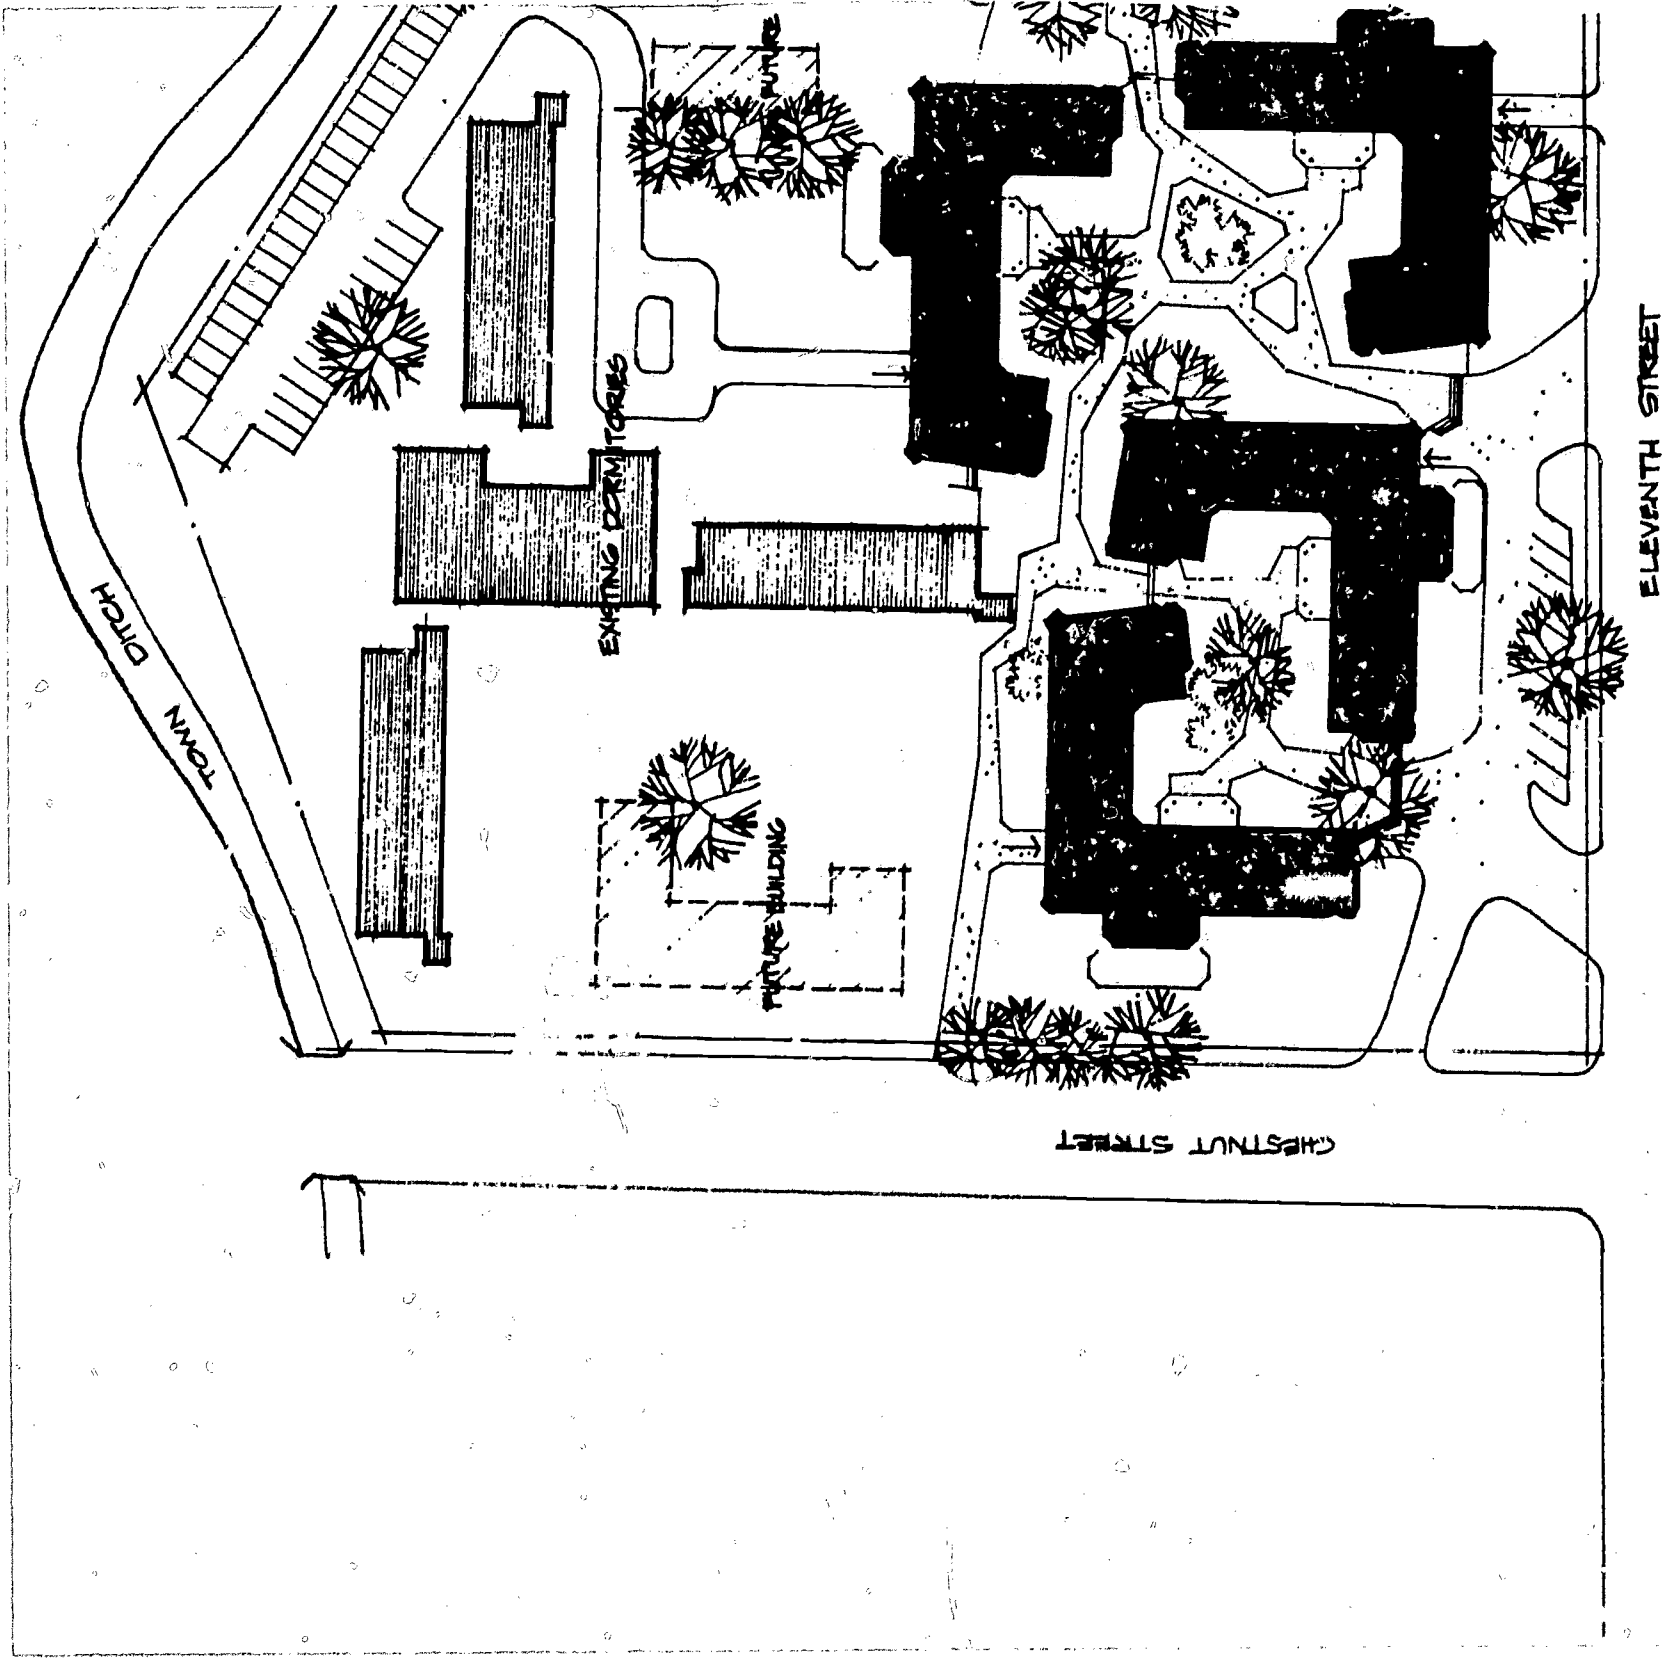 FUTURE
ELEVENTH STREET
EXISTING DORMITORIES
TOWN DITCH
FUTURE BUILDING
CHESTNUT STREET